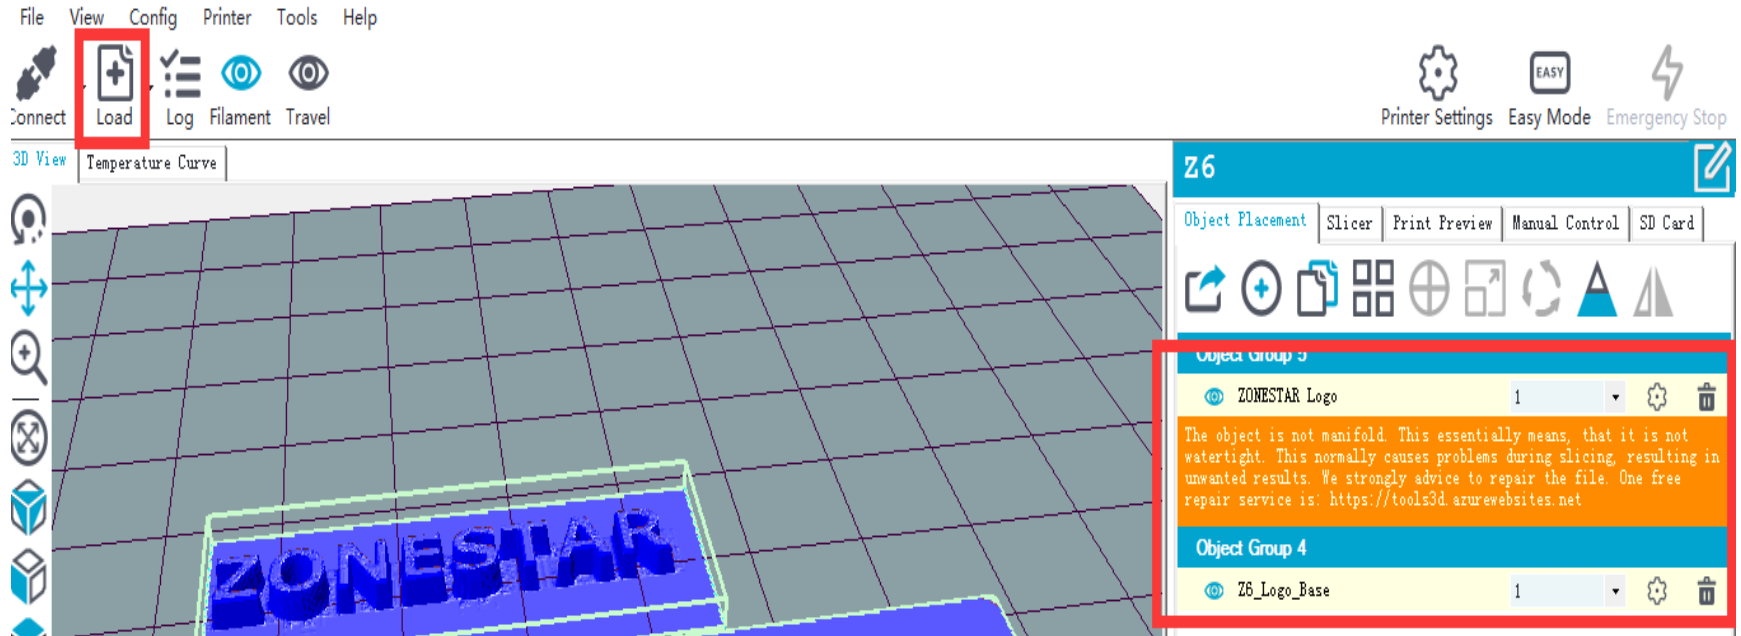 File View Config Printer Tools Help
Connect Load Log Filament Travel
EASY
Printer Settings Easy Mode Emergency Stop
3D View Temperature Curve
Z6
Object Placement Slicer Print Preview Manual Control SD Card
Object Group 5
ZONESTAR Logo 1
The object is not manifold. This essentially means, that it is not
watertight. This normally causes problems during slicing, resulting in
unwanted results. We strongly advice to repair the file. One free
repair service is: https://tools3d.azurewebsites.net
Object Group 4
Z6_Logo_Base 1
ZONESTAR